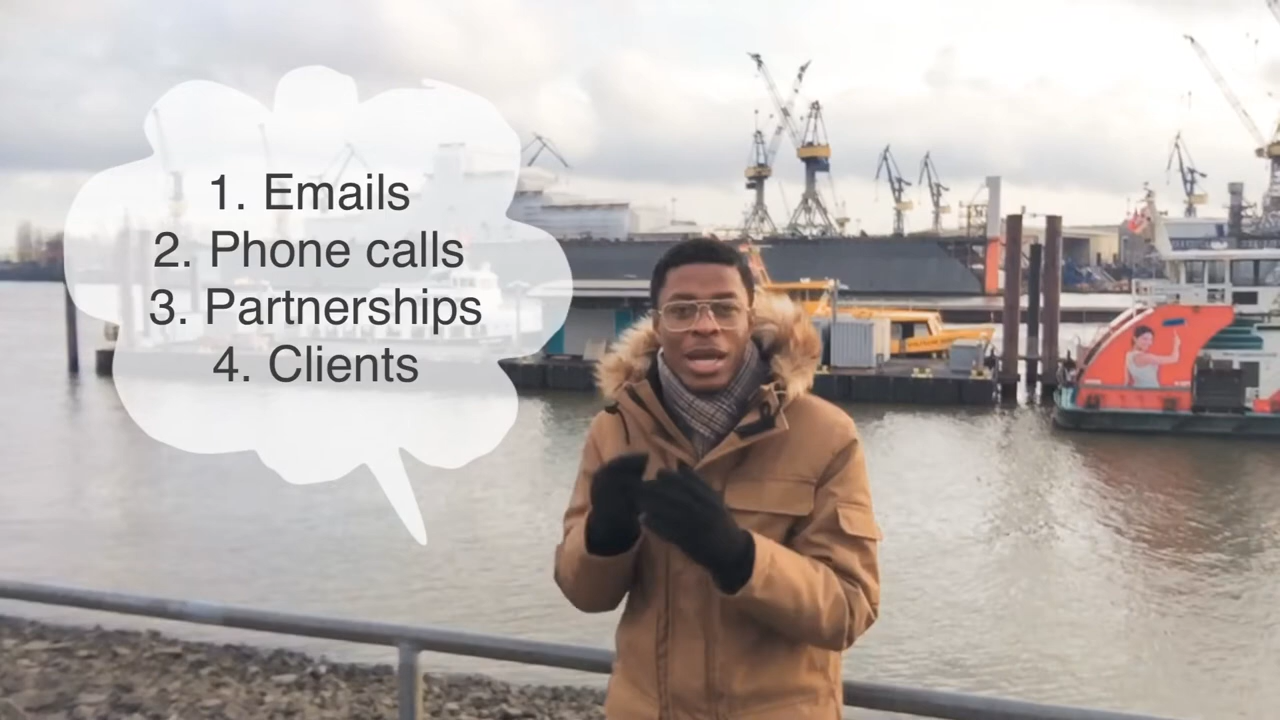 1. Emails
2. Phone calls
3. Partnerships
4. Clients